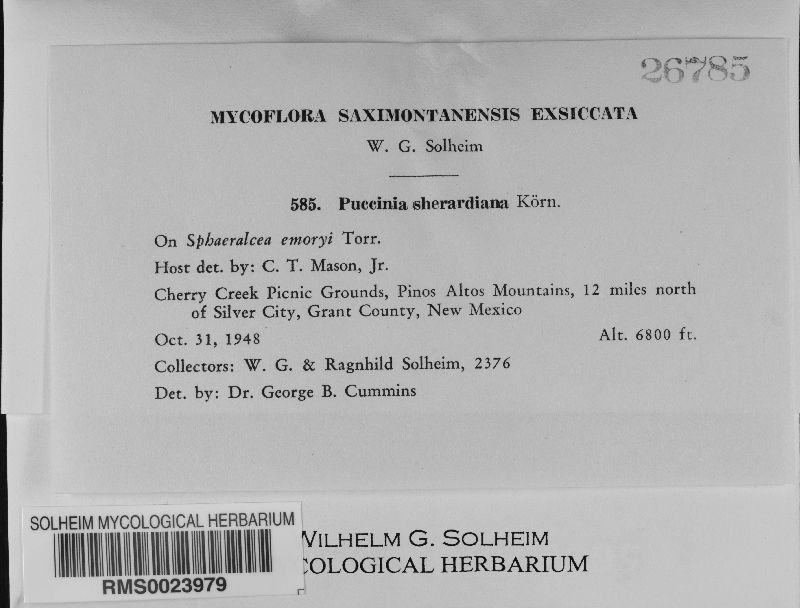 26785
MYCOFLORA SAXIMONTANENSIS EXSICCATA
W. G. Solheim
585. Puccinia sherardiana Körn.
On Sphaeralcea emoryi Torr.
Host det. by: C. T. Mason, Jr.
Cherry Creek Picnic Grounds, Pinos Altos Mountains, 12 miles north
of Silver City, Grant County, New Mexico
Oct. 31, 1948 Alt. 6800 ft.
Collectors: W. G. & Ragnhild Solheim, 2376
Det. by: Dr. George B. Cummins
SOLHEIM MYCOLOGICAL HERBARIUM
RMS0023979
WILHELM G. SOLHEIM
COLOGICAL HERBARIUM